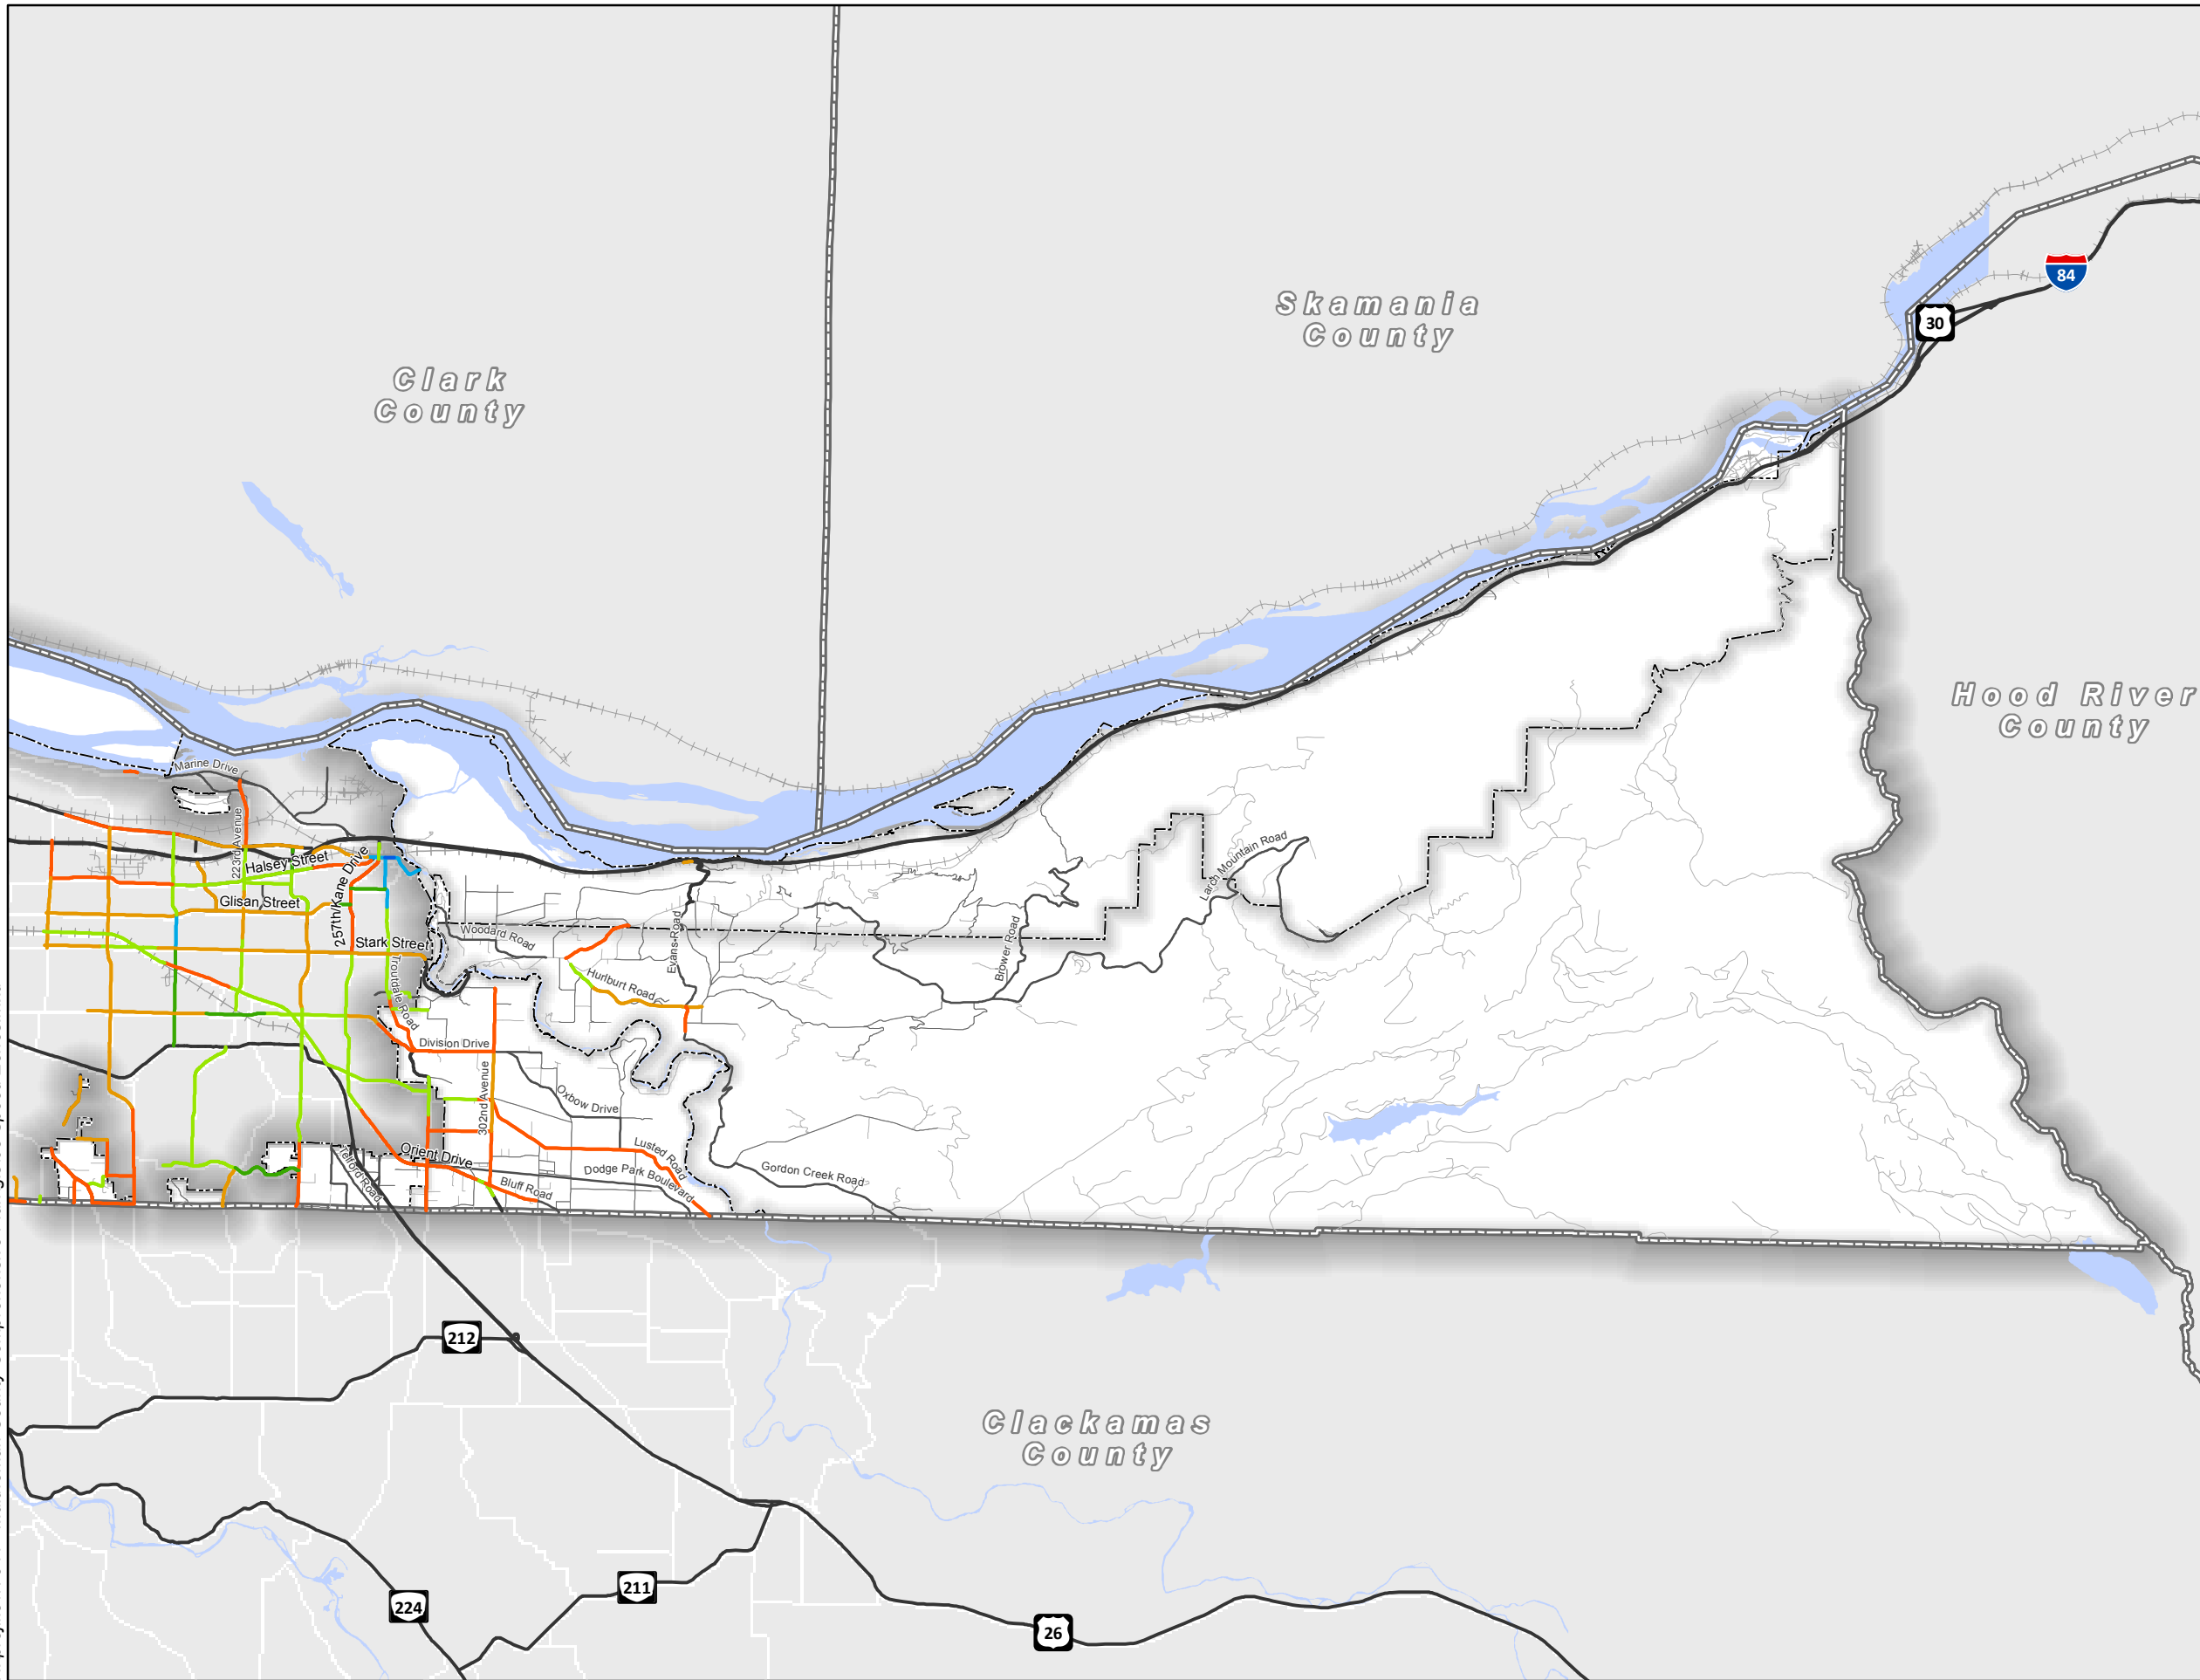 84
30
Skamania
County
Clark
County
Hood River
County
Marine Drive
223rd Avenue
Halsey Street
257th/Kane Drive
Glisan Street
Stark Street
Troutdale Road
Woodard Road
Evans Road
Hurlburt Road
Brower Road
Larch Mountain Road
Division Drive
302nd Avenue
Oxbow Drive
Orient Drive
Telford Road
Lusted Road
Dodge Park Boulevard
Bluff Road
Gordon Creek Road
212
Clackamas
County
211
224
26